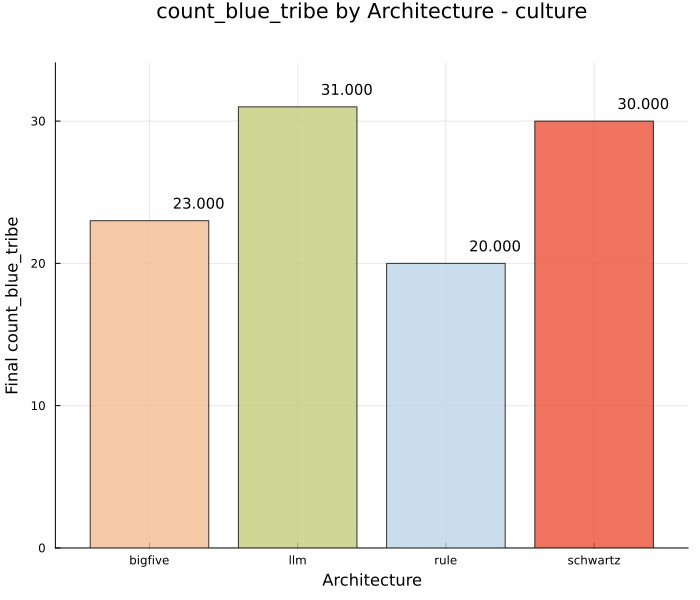 count_blue_tribe by Architecture - culture
31.000
30.000
23.000
20.000
30
20
10
0
Final count_blue_tribe
bigfive
llm
rule
schwartz
Architecture